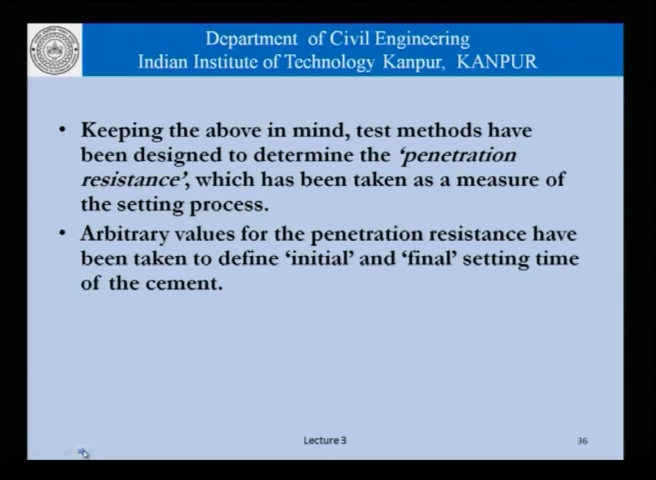 Department of Civil Engineering
Indian Institute of Technology Kanpur, KANPUR
• Keeping the above in mind, test methods have
been designed to determine the 'penetration
resistance', which has been taken as a measure of
the setting process.
• Arbitrary values for the penetration resistance have
been taken to define 'initial' and 'final' setting time
of the cement.
Lecture 3
36